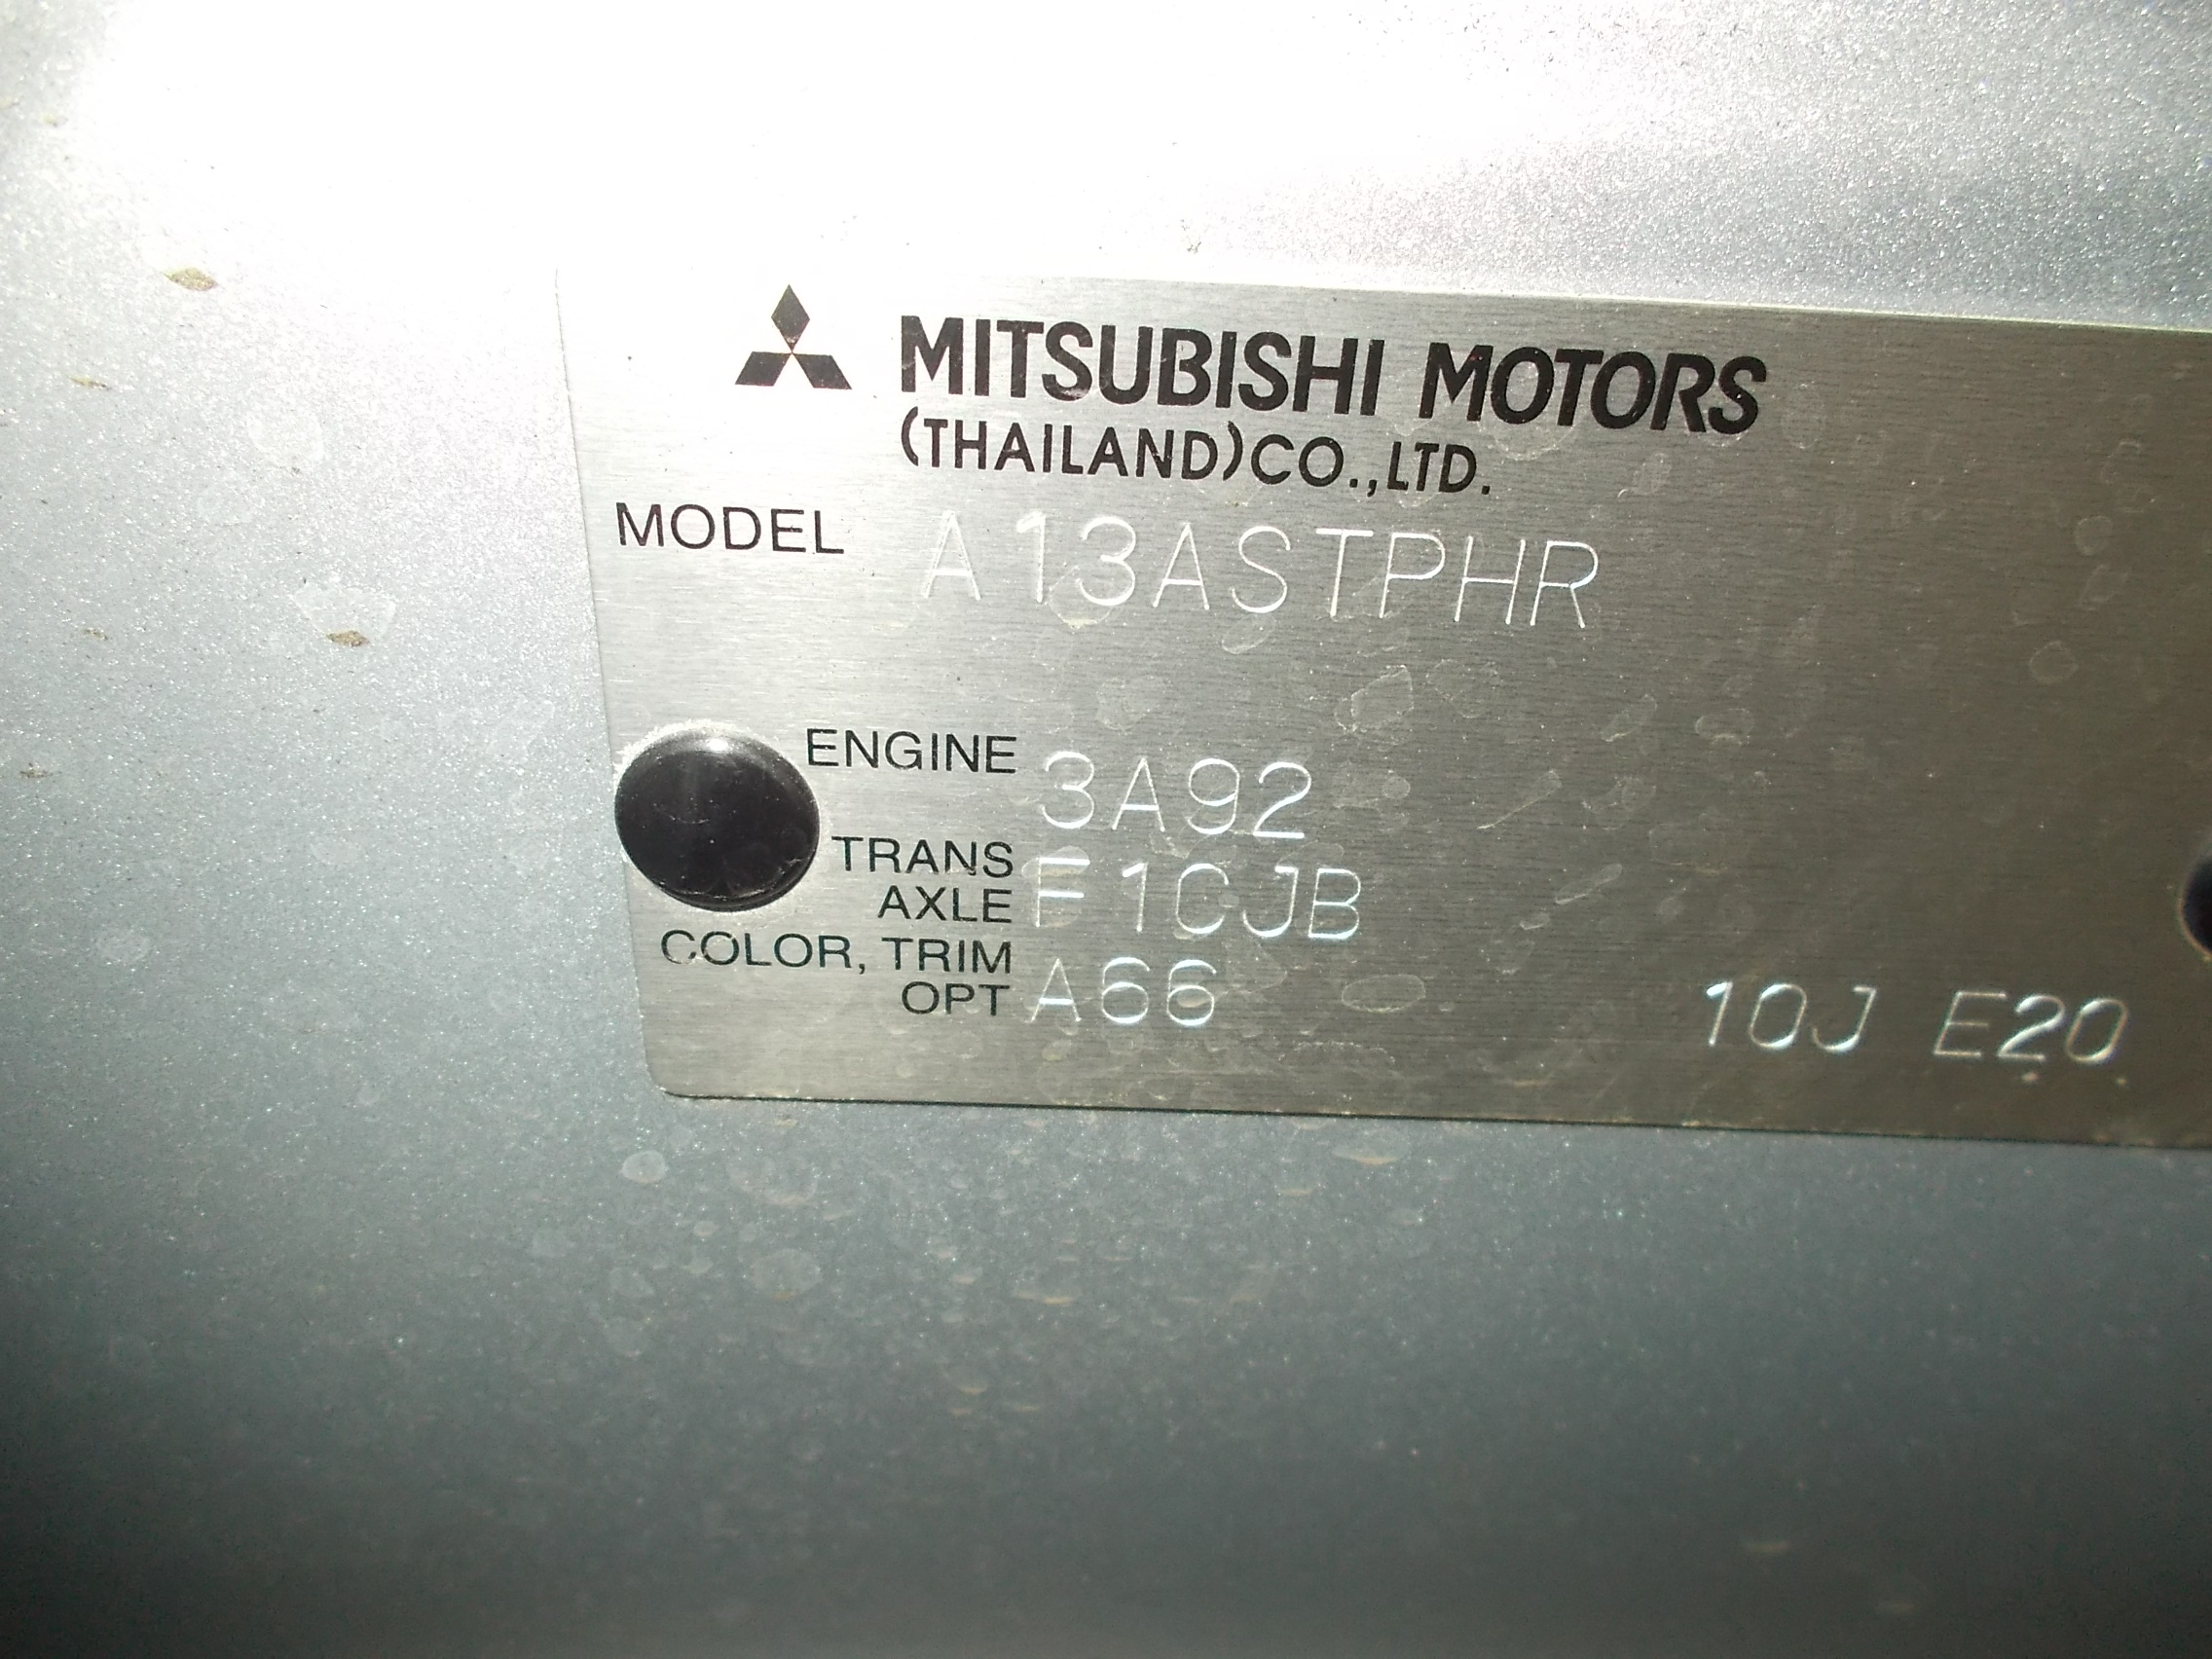 MITSUBISHI MOTORS
(THAILAND)CO.,LTD.
MODEL A13ASTPHR
ENGINE 3A92
TRANS
AXLE F1CJB
COLOR, TRIM
OPT A66 10J E20